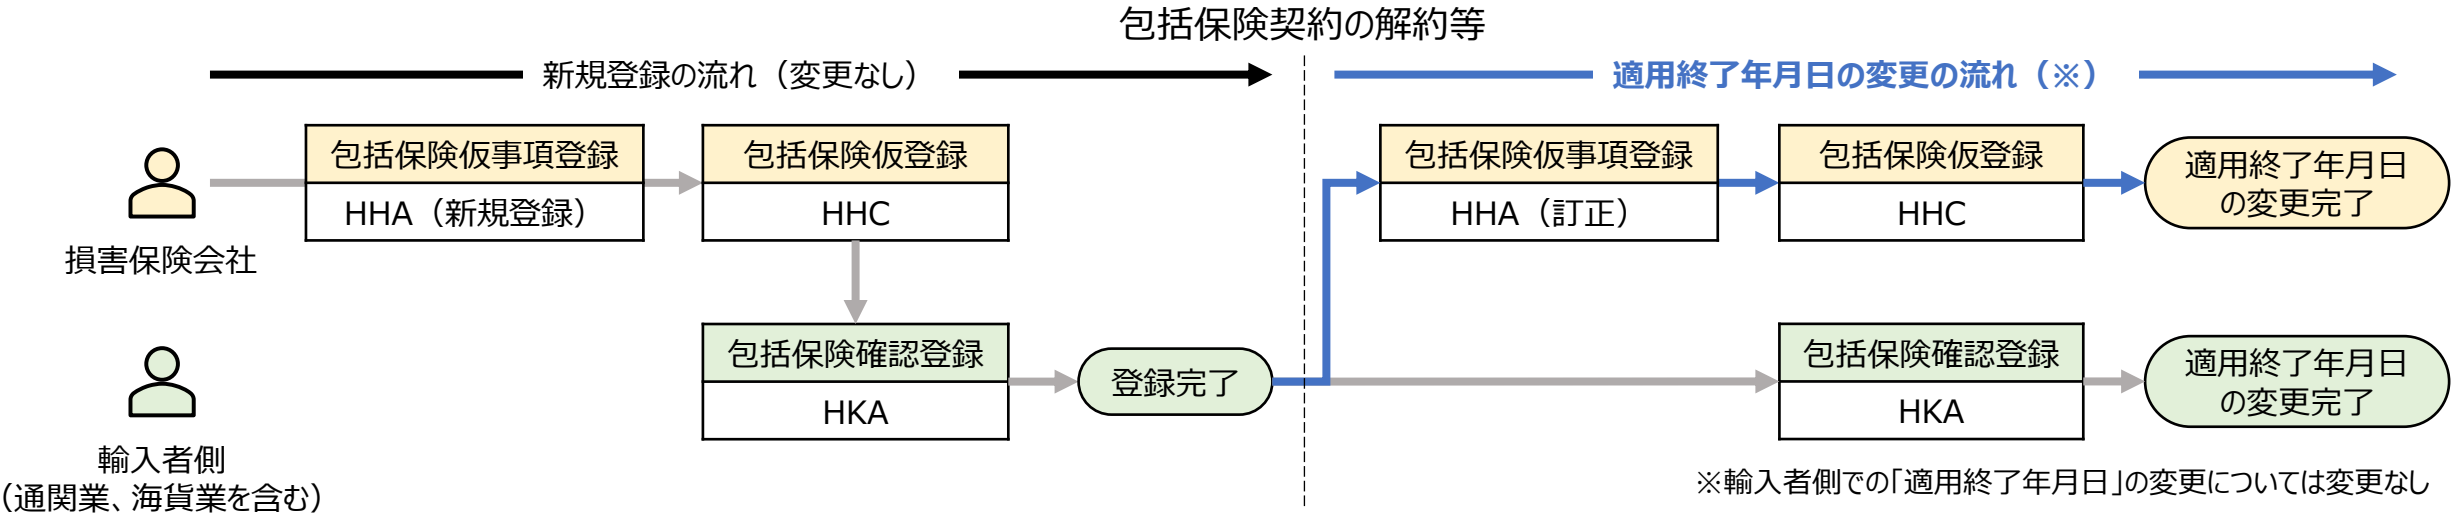 包括保険契約の解約等
新規登録の流れ（変更なし）
適用終了年月日の変更の流れ（※）
包括保険仮事項登録
HHA（新規登録）
包括保険仮登録
HHC
包括保険仮事項登録
HHA（訂正）
包括保険仮登録
HHC
適用終了年月日
の変更完了
損害保険会社
包括保険確認登録
HKA
登録完了
包括保険確認登録
HKA
適用終了年月日
の変更完了
輸入者側
（通関業、海貨業を含む）
※輸入者側での「適用終了年月日」の変更については変更なし